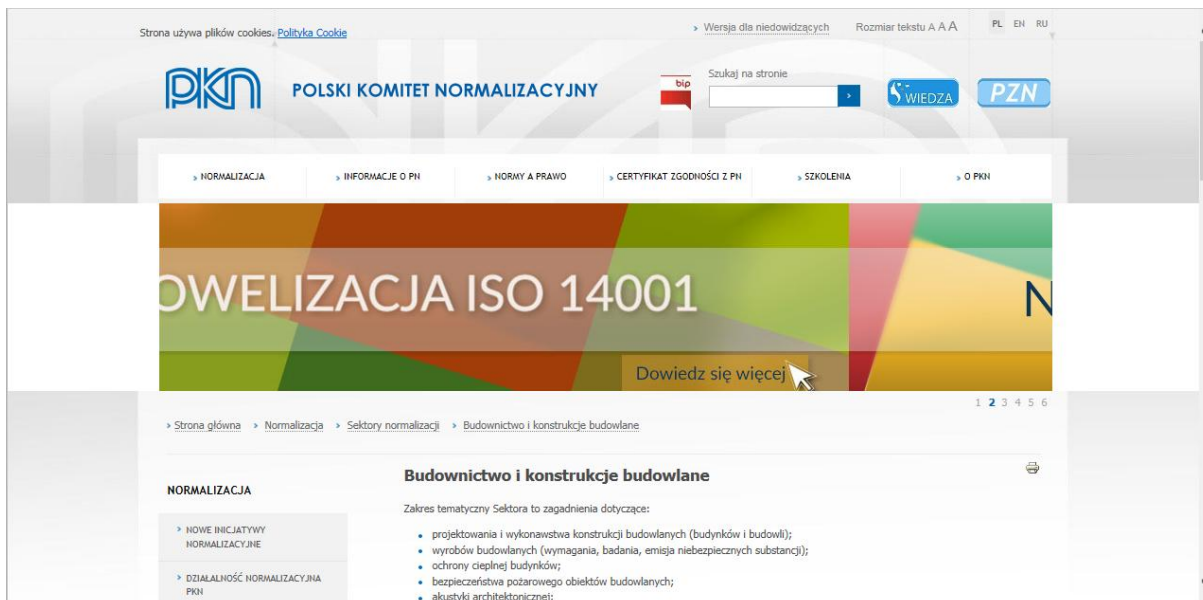 Strona używa plików cookies. Polityka Cookie
Wersja dla niedowidzących Rozmiar tekstu A A A PL EN RU
PKN POLSKI KOMITET NORMALIZACYJNY
bip
Szukaj na stronie
WIEDZA PZN
NORMALIZACJA INFORMACJE O PN NORMY A PRAWO CERTYFIKAT ZGODNOŚCI Z PN SZKOLENIA O PKN
OWELIZACJA ISO 14001 N
Dowiedz się więcej
1 2 3 4 5 6
Strona główna Normalizacja Sektory normalizacji Budownictwo i konstrukcje budowlane
NORMALIZACJA
NOWE INICJATYWY
NORMALIZACYJNE
DZIAŁALNOŚĆ NORMALIZACYJNA
PKN
Budownictwo i konstrukcje budowlane
Zakres tematyczny Sektora to zagadnienia dotyczące:
projektowania i wykonawstwa konstrukcji budowlanych (budynków i budowli);
wyrobów budowlanych (wymagania, badania, emisja niebezpiecznych substancji);
ochrony cieplnej budynków;
bezpieczeństwa pożarowego obiektów budowlanych;
akustyki architektonicznej;